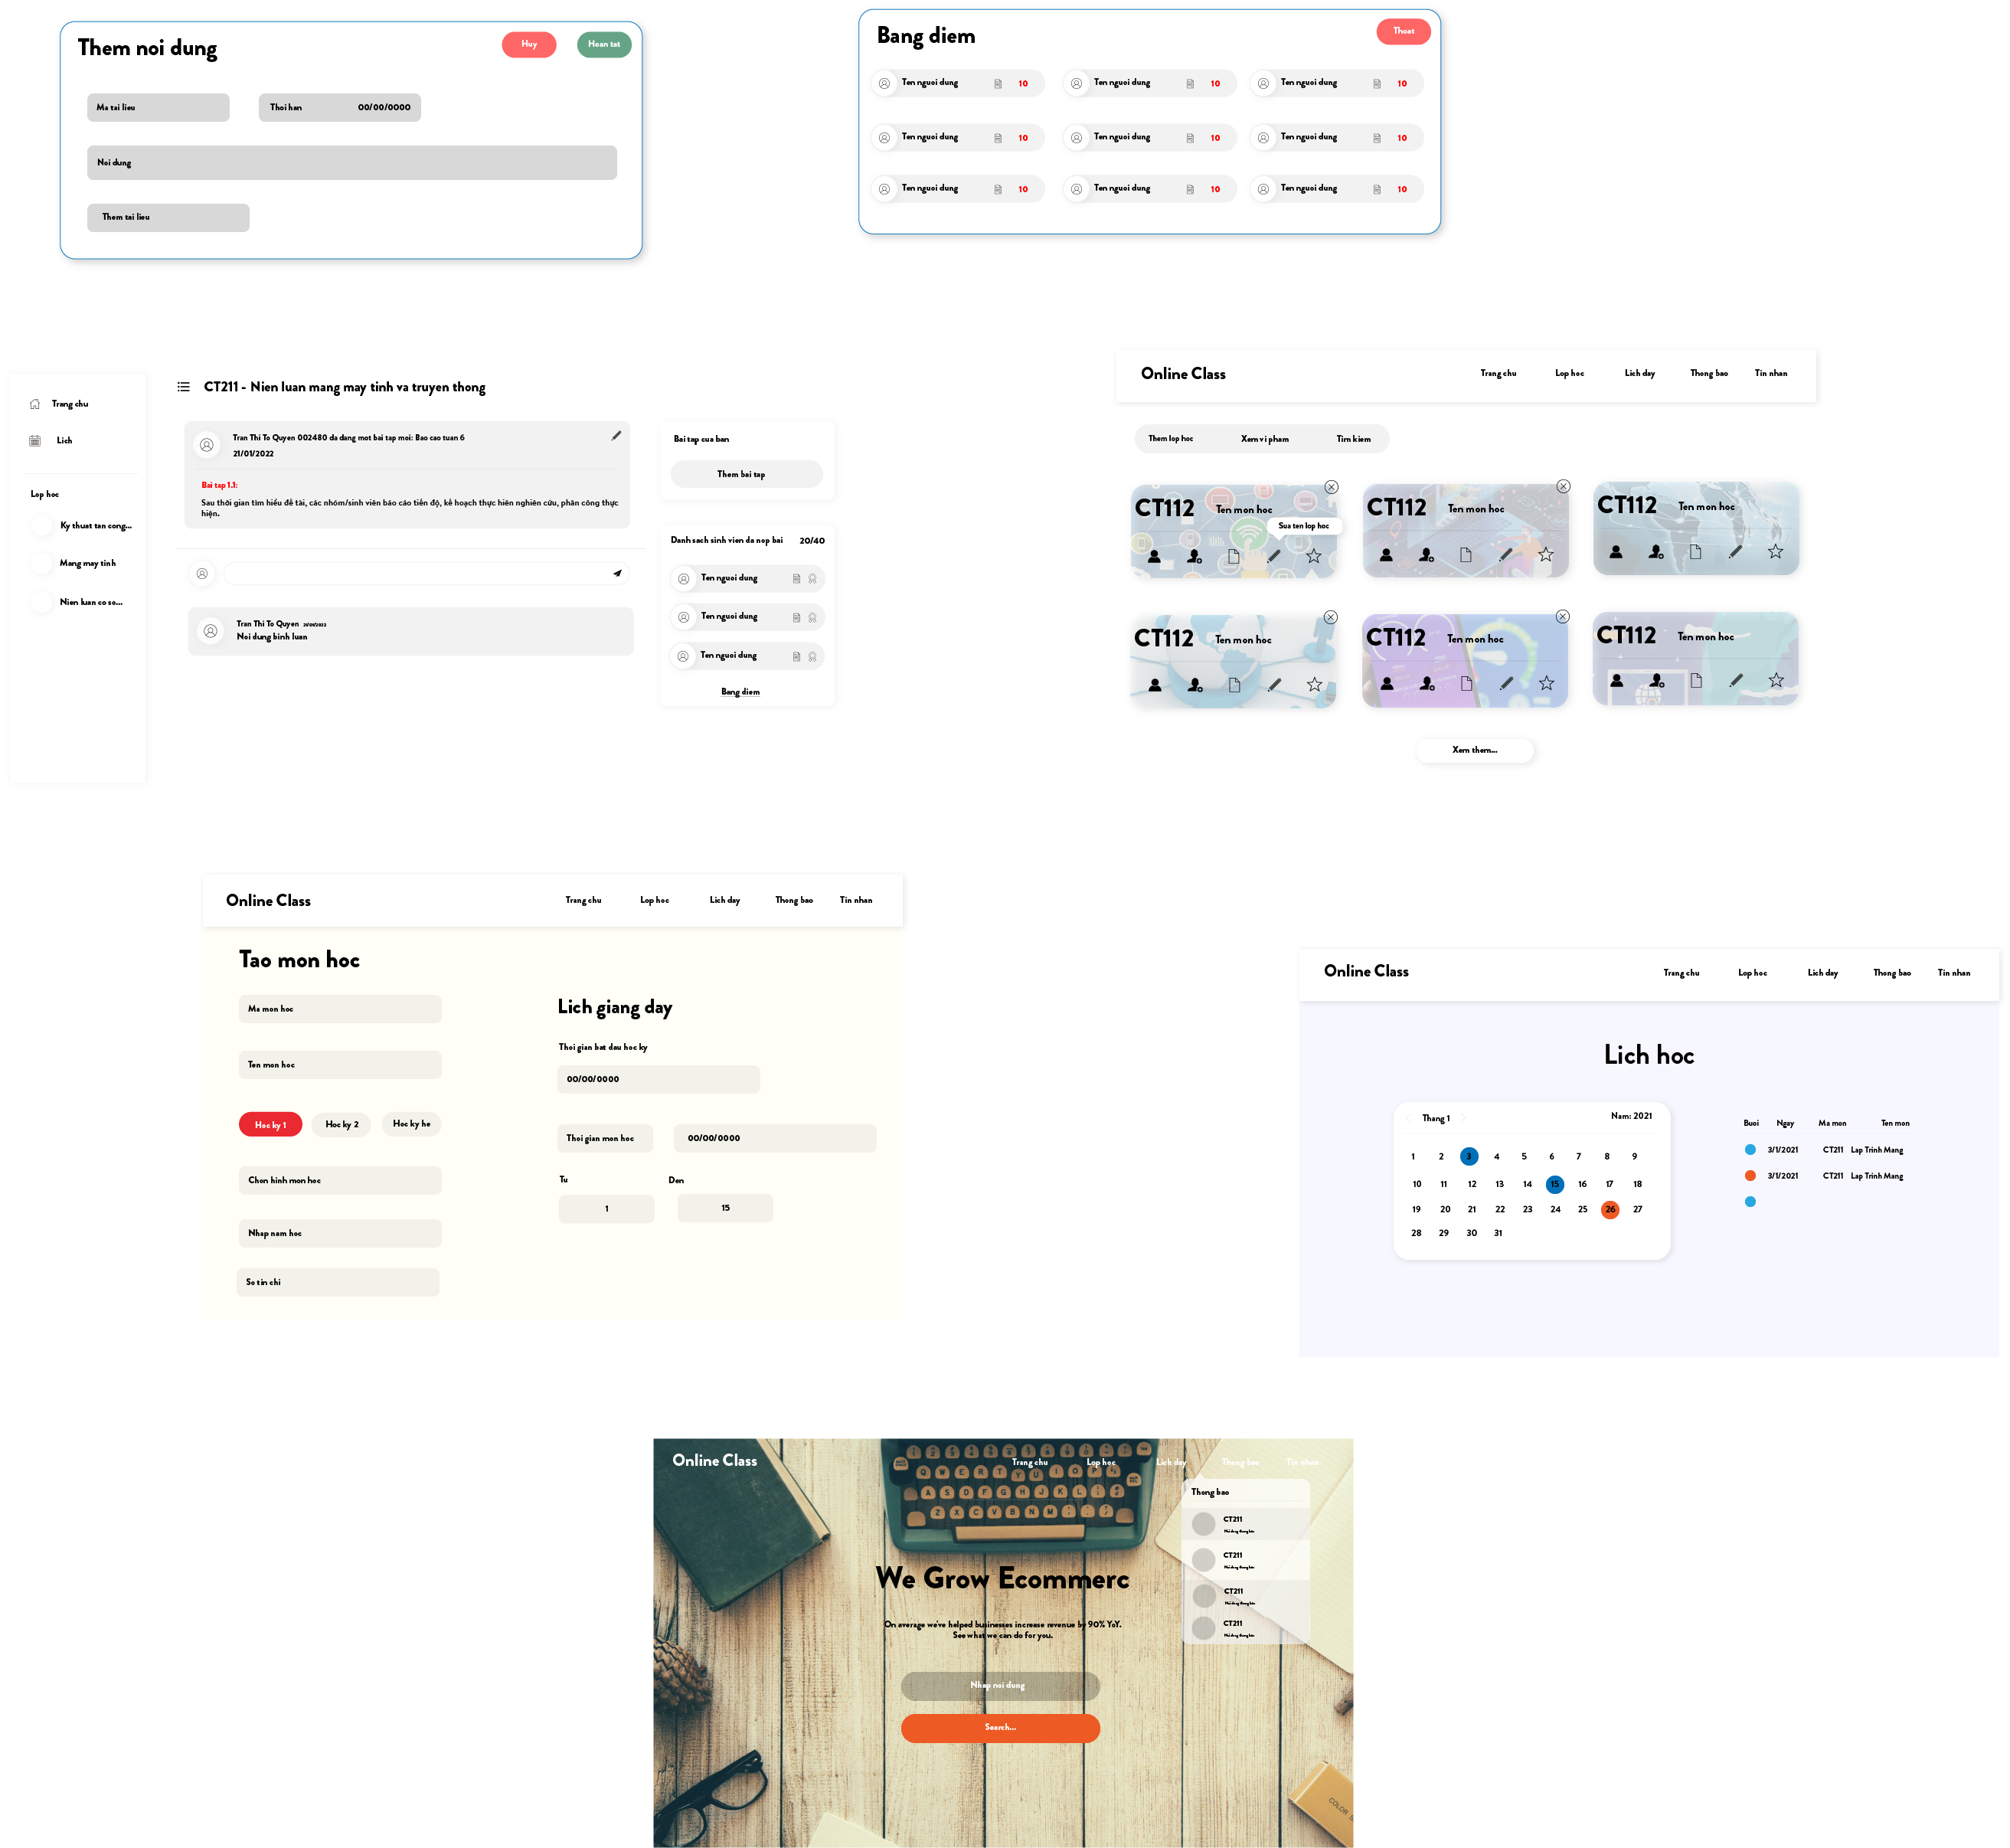 Them noi dung
Huy
Hoan tat
Ma tai lieu
Thoi han 00/00/0000
Noi dung
Them tai lieu
Bang diem
Thoat
Ten nguoi dung 10
Ten nguoi dung 10
Ten nguoi dung 10
Ten nguoi dung 10
Ten nguoi dung 10
Ten nguoi dung 10
Ten nguoi dung 10
Ten nguoi dung 10
Ten nguoi dung 10
Trang chu
Lich
Lop hoc
Ky thuat tan cong...
Mang may tinh
Nien luan co so...
CT211 - Nien luan mang may tinh va truyen thong
Tran Thi To Quyen 002480 da dang mot bai tap moi: Bao cao tuan 6
21/01/2022
Bai tap 1.1:
Sau thời gian tìm hiểu đề tài, các nhóm/sinh viên báo cáo tiến độ, kế hoạch thực hiện nghiên cứu, phân công thực
hiện.
Tran Thi To Quyen
Noi dung binh luan
Bai tap cua ban
Them bai tap
Danh sach sinh vien da nop bai 20/40
Ten nguoi dung
Ten nguoi dung
Ten nguoi dung
Bang diem
Online Class
Trang chu
Lop hoc
Lich day
Thong bao
Tin nhan
Them lop hoc
Xem vi pham
Tim kiem
CT112 Ten mon hoc
Sua ten lop hoc
CT112 Ten mon hoc
CT112 Ten mon hoc
CT112 Ten mon hoc
CT112 Ten mon hoc
CT112 Ten mon hoc
Xem them...
Online Class
Trang chu
Lop hoc
Lich day
Thong bao
Tin nhan
Tao mon hoc
Ma mon hoc
Ten mon hoc
Hoc ky 1
Hoc ky 2
Hoc ky he
Chon hinh mon hoc
Nhap nam hoc
So tin chi
Lich giang day
Thoi gian bat dau hoc ky
00/00/0000
Thoi gian mon hoc
00/00/0000
Tu
Den
1
15
Online Class
Trang chu
Lop hoc
Lich day
Thong bao
Tin nhan
Lich hoc
Thang 1
Nam: 2021
1 2 3 4 5 6 7 8 9
10 11 12 13 14 15 16 17 18
19 20 21 22 23 24 25 26 27
28 29 30 31
Buoi Ngay Ma mon Ten mon
3/1/2021 CT211 Lap Trinh Mang
3/1/2021 CT211 Lap Trinh Mang
Online Class
Trang chu
Lop hoc
Lich day
Thong bao
Tin nhan
Thong bao
CT211
Noi dung thong bao
CT211
Noi dung thong bao
CT211
Noi dung thong bao
CT211
Noi dung thong bao
We Grow Ecommerc
On average we've helped businesses increase revenue by 90% YoY.
See what we can do for you.
Nhap noi dung
Search...